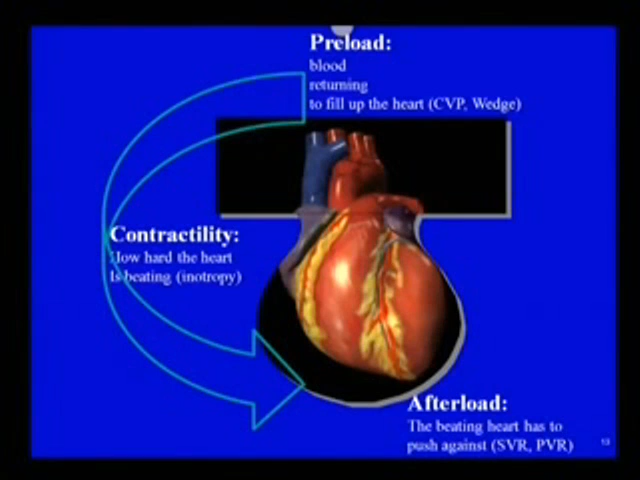 Preload:
blood
returning
to fill up the heart (CVP, Wedge)
Contractility:
How hard the heart
Is beating (inotropy)
Afterload:
The beating heart has to
push against (SVR, PVR)
13